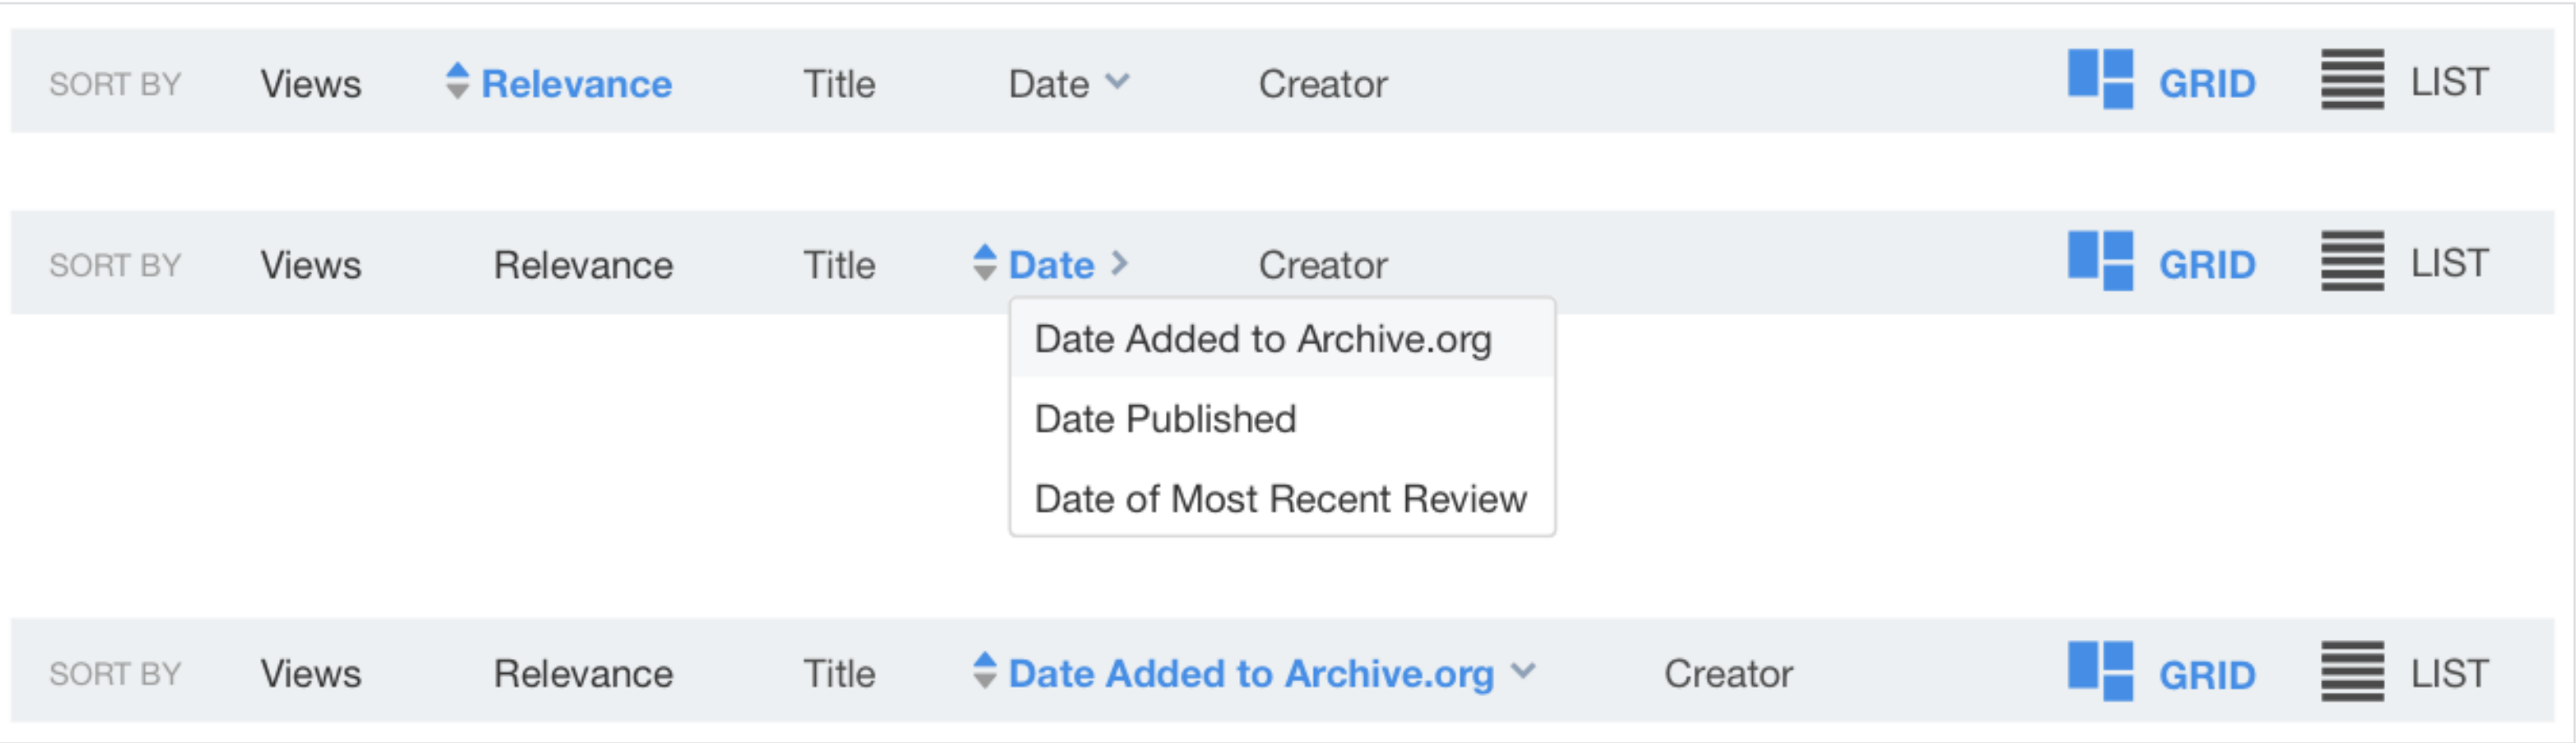 SORT BY Views Relevance Title Date Creator GRID LIST
SORT BY Views Relevance Title Date Creator GRID LIST
Date Added to Archive.org
Date Published
Date of Most Recent Review
SORT BY Views Relevance Title Date Added to Archive.org Creator GRID LIST